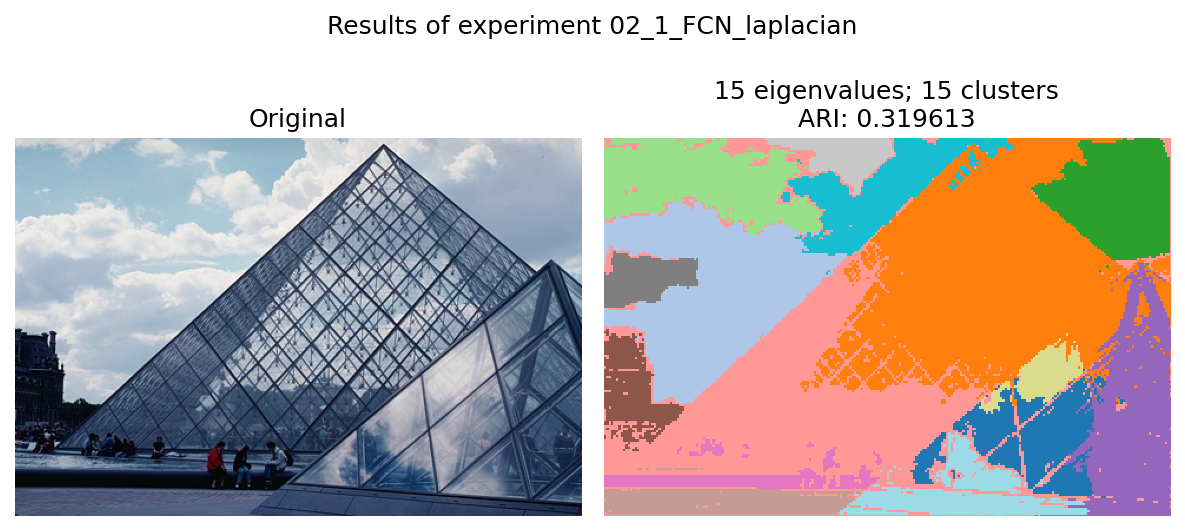 Results of experiment 02_1_FCN_laplacian
Original
15 eigenvalues; 15 clusters
ARI: 0.319613